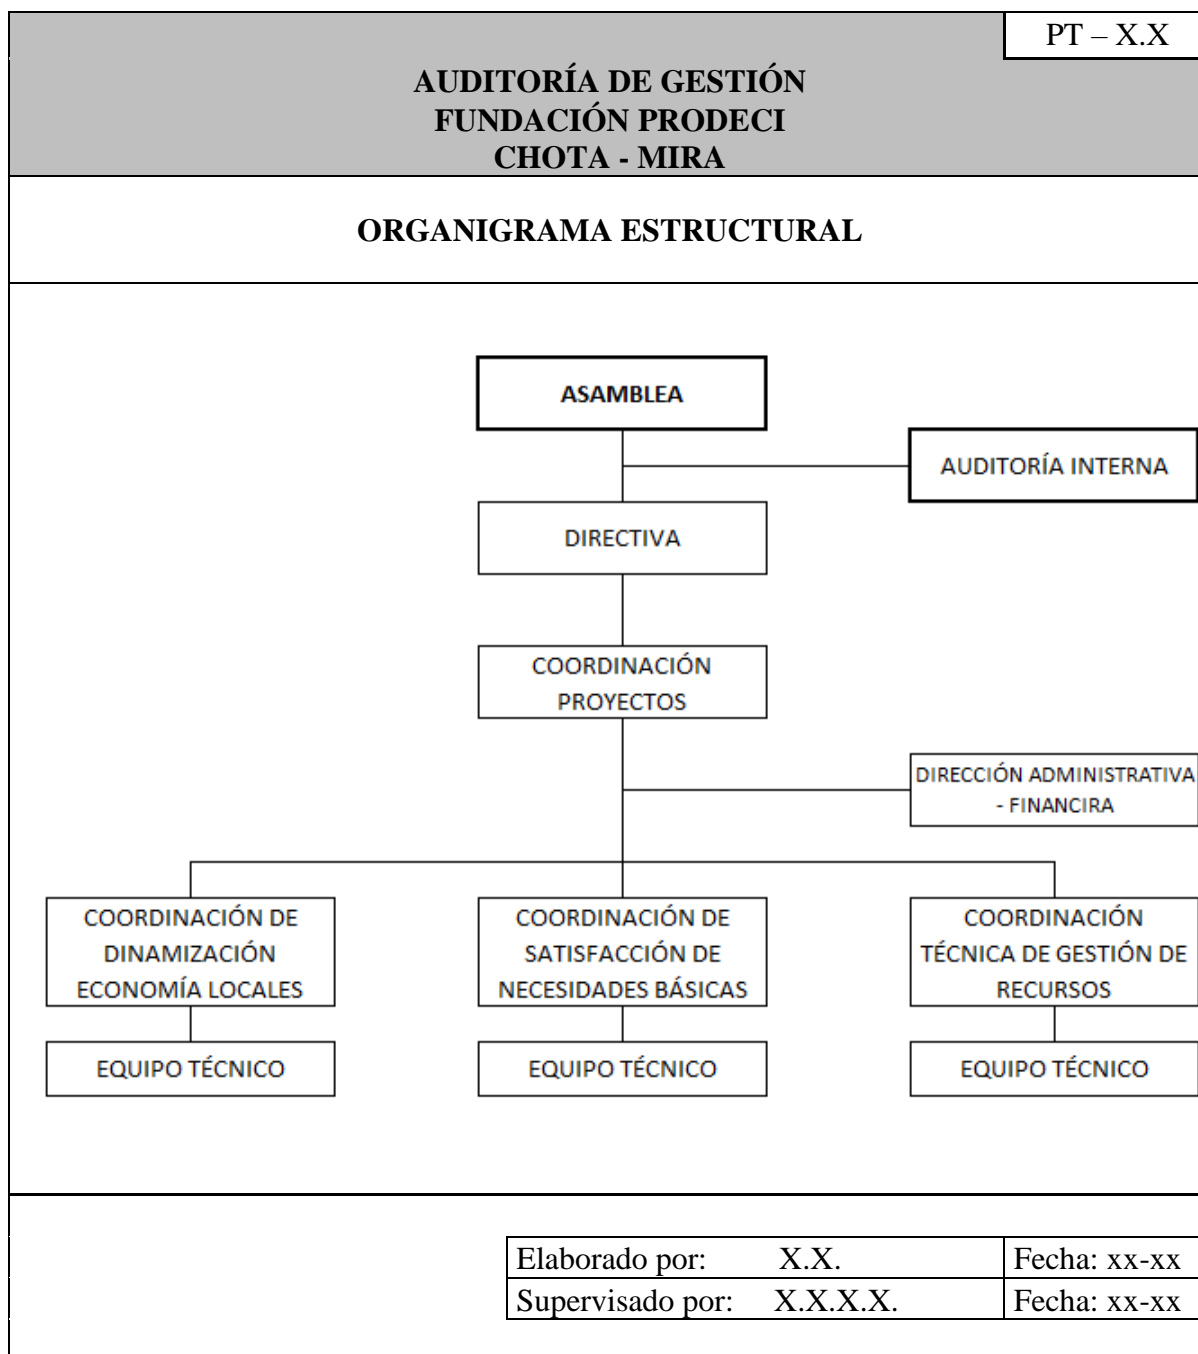 PT – X.X
AUDITORÍA DE GESTIÓN
FUNDACIÓN PRODECI
CHOTA - MIRA
ORGANIGRAMA ESTRUCTURAL
ASAMBLEA
AUDITORÍA INTERNA
DIRECTIVA
COORDINACIÓN
PROYECTOS
DIRECCIÓN ADMINISTRATIVA
- FINANCIRA
COORDINACIÓN DE
DINAMIZACIÓN
ECONOMÍA LOCALES
COORDINACIÓN DE
SATISFACCIÓN DE
NECESIDADES BÁSICAS
COORDINACIÓN
TÉCNICA DE GESTIÓN DE
RECURSOS
EQUIPO TÉCNICO
EQUIPO TÉCNICO
EQUIPO TÉCNICO
Elaborado por: X.X. Fecha: xx-xx
Supervisado por: X.X.X.X. Fecha: xx-xx